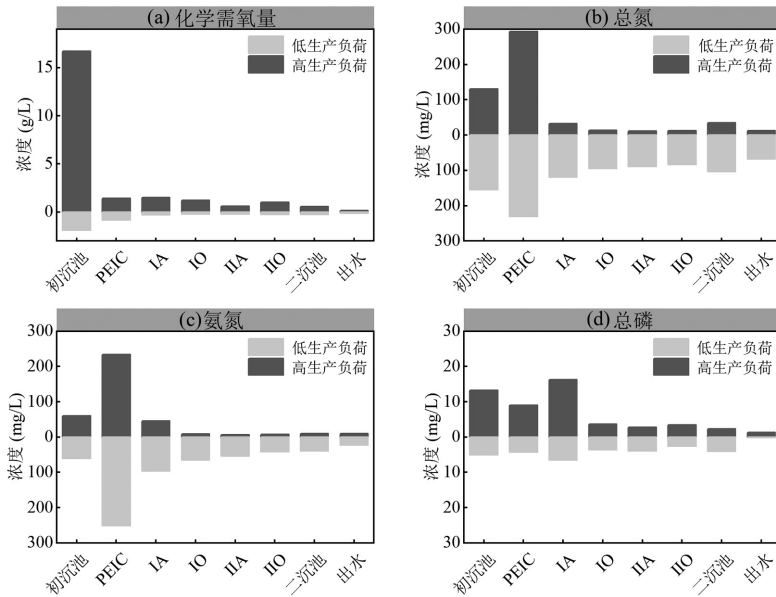 (a) 化学需氧量
低生产负荷
高生产负荷
浓度 (g/L)
15
10
5
0
初沉池 PEIC IA IO IIA IIO 二沉池 出水
(b) 总氮
低生产负荷
高生产负荷
浓度 (mg/L)
300
200
100
0
100
200
300
初沉池 PEIC IA IO IIA IIO 二沉池 出水
(c) 氨氮
低生产负荷
高生产负荷
浓度 (mg/L)
300
200
100
0
100
200
300
初沉池 PEIC IA IO IIA IIO 二沉池 出水
(d) 总磷
低生产负荷
高生产负荷
浓度 (mg/L)
30
20
10
0
10
20
30
初沉池 PEIC IA IO IIA IIO 二沉池 出水